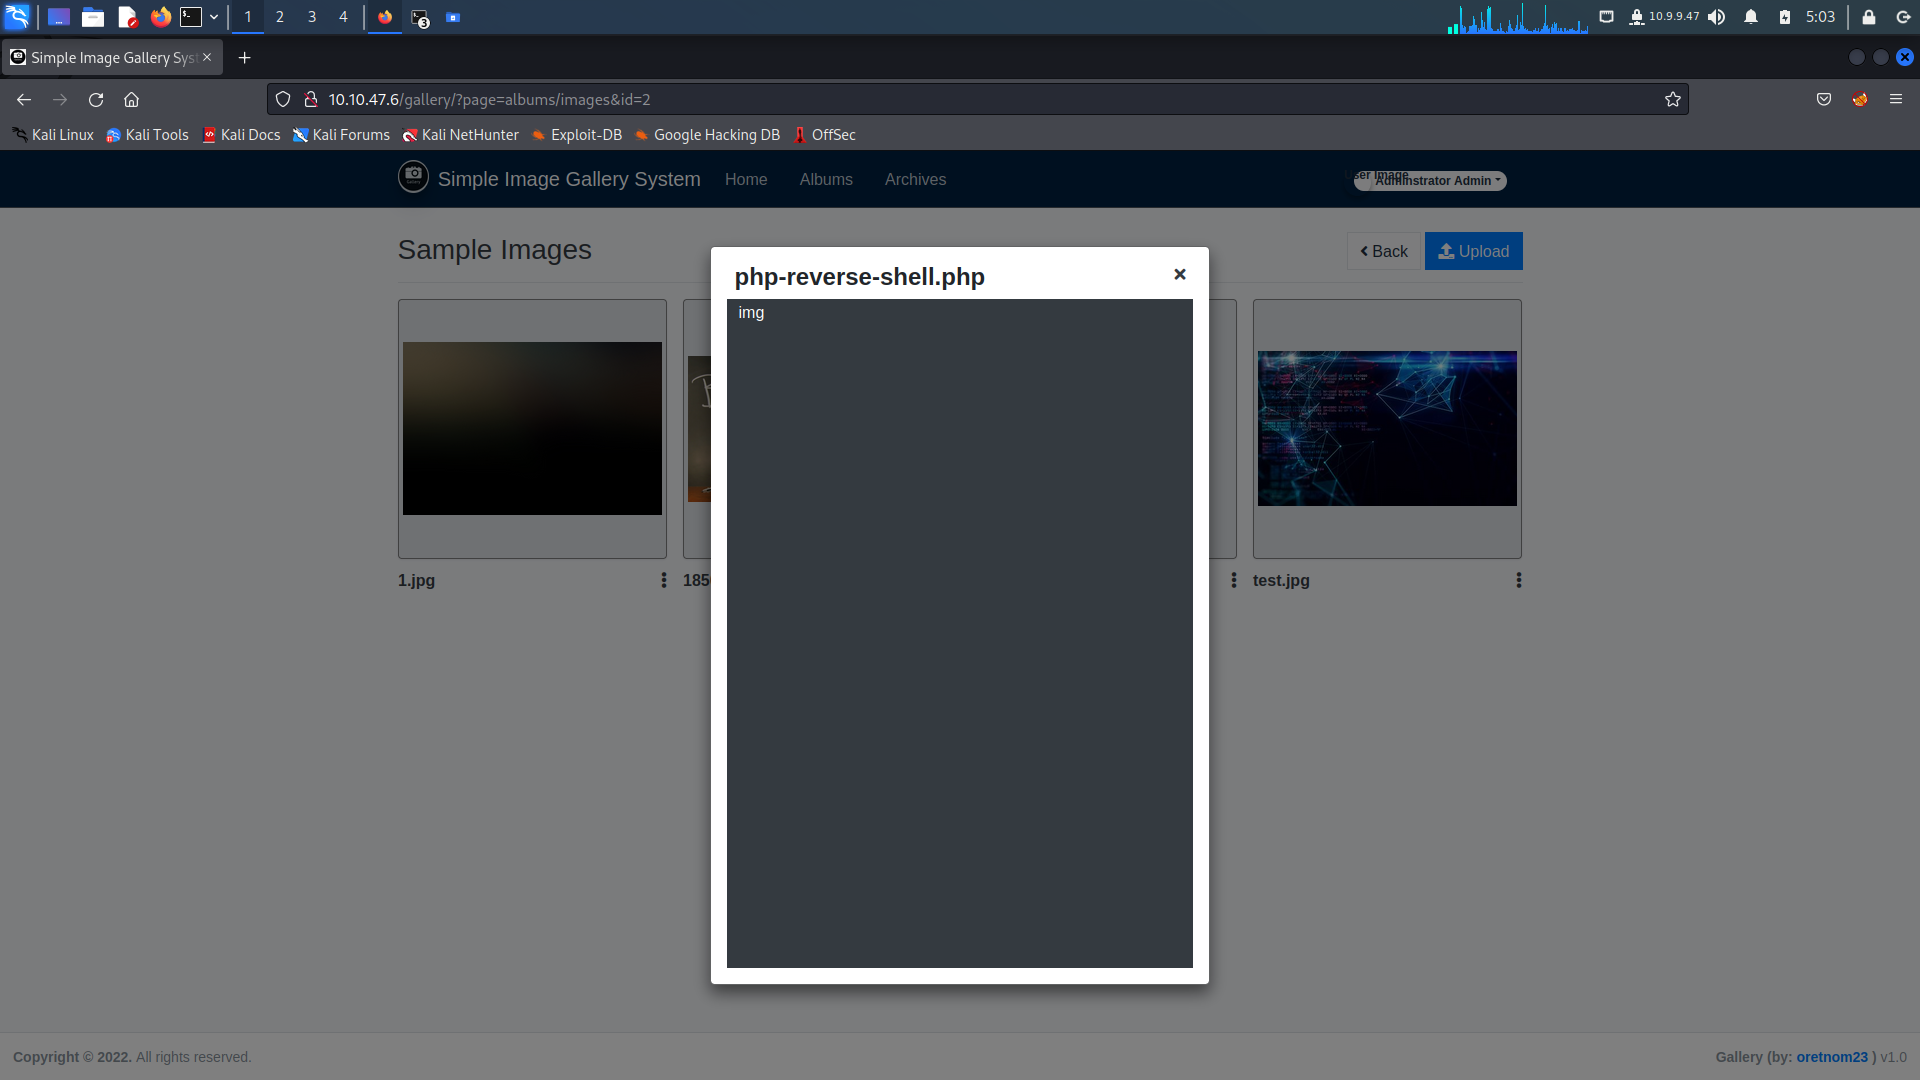 1 2 3 4 3 10.9.9.47 5:03
Simple Image Gallery Syst
10.10.47.6/gallery/?page=albums/images&id=2
Kali Linux Kali Tools Kali Docs Kali Forums Kali NetHunter Exploit-DB Google Hacking DB OffSec
Simple Image Gallery System Home Albums Archives User Image Adminstrator Admin
Sample Images Back Upload
php-reverse-shell.php ×
img
1.jpg 185 test.jpg
Copyright © 2022. All rights reserved. Gallery (by: oretnom23 ) v1.0